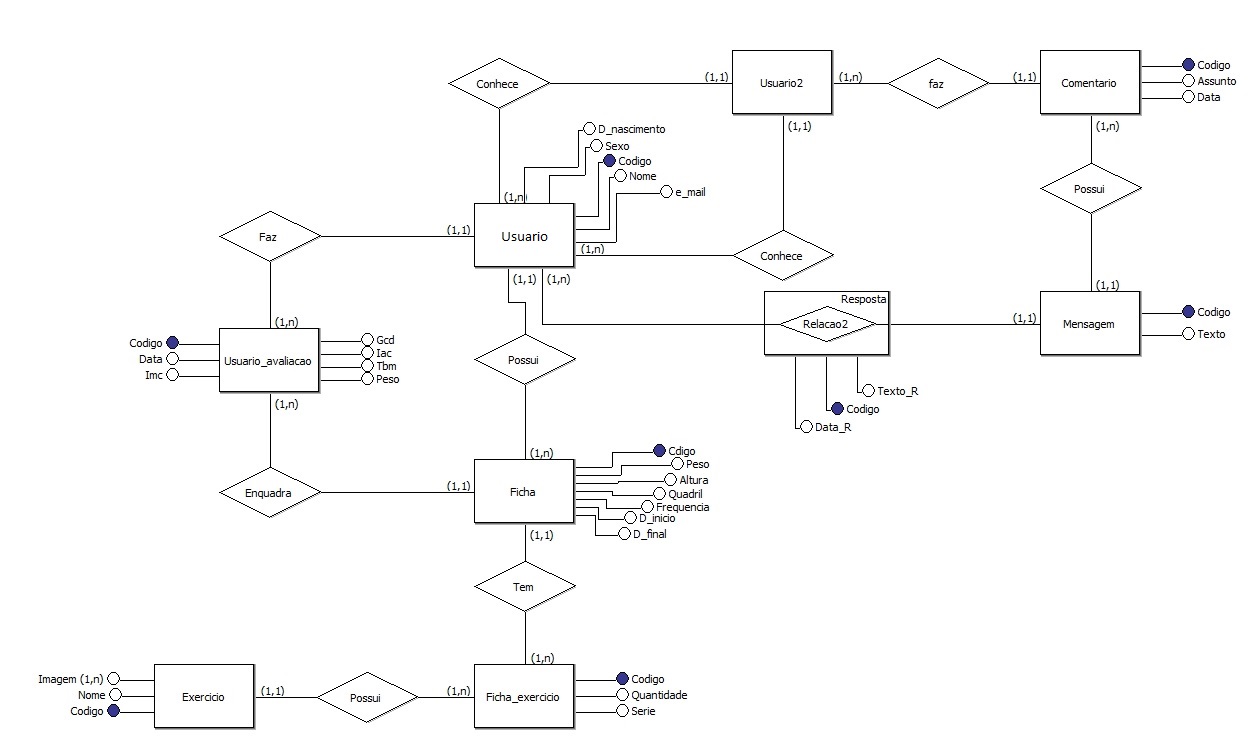 Conhece
(1,1)
Usuario2
(1,n)
faz
(1,1)
Comentario
Codigo
Assunto
Data
(1,1)
(1,n)
D_nascimento
Sexo
Codigo
Nome
e_mail
(1,n)
Possui
Faz
(1,1)
Usuario
(1,n)
Conhece
(1,1)
(1,n)
(1,1)
Resposta
Relacao2
(1,1)
Mensagem
Codigo
Texto
(1,n)
Codigo
Data
Imc
Usuario_avaliacao
Gcd
Iac
Tbm
Peso
Possui
Texto_R
Codigo
Data_R
(1,n)
(1,n)
Enquadra
(1,1)
Ficha
Cdigo
Peso
Altura
Quadril
Frequencia
D_inicio
D_final
(1,1)
Tem
(1,n)
Imagem (1,n)
Nome
Codigo
Exercicio
(1,1)
Possui
(1,n)
Ficha_exercicio
Codigo
Quantidade
Serie